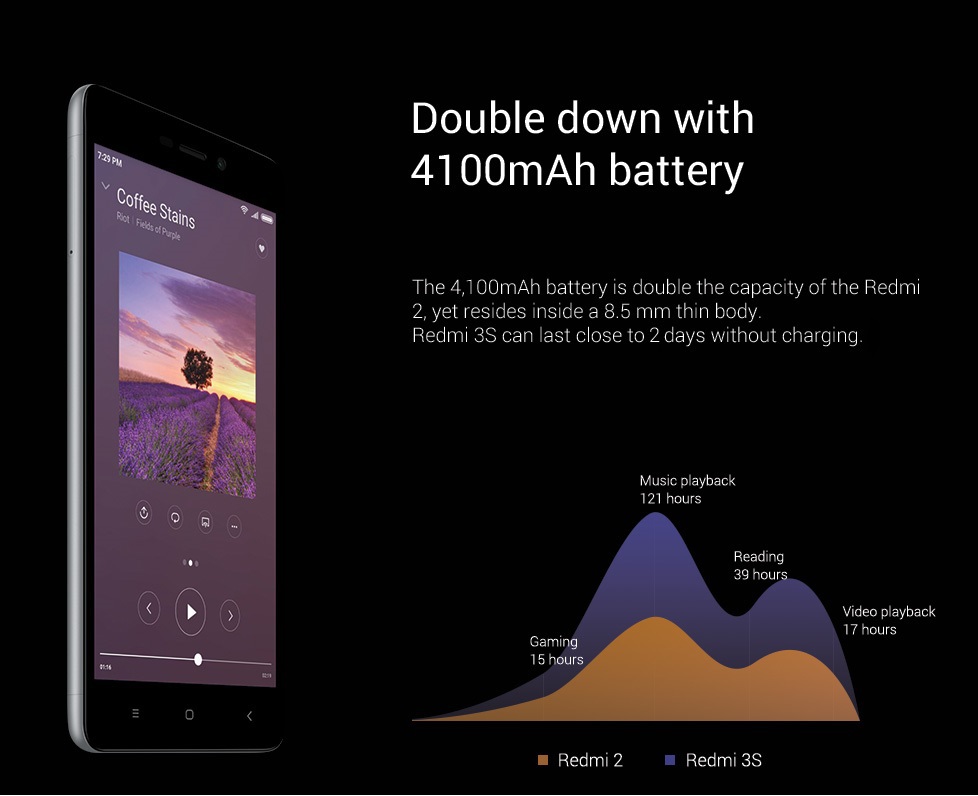 Double down with
4100mAh battery
The 4,100mAh battery is double the capacity of the Redmi
2, yet resides inside a 8.5 mm thin body.
Redmi 3S can last close to 2 days without charging.
7:29 PM
Coffee Stains
Riot | Fields of Purple
01:16
Music playback
121 hours
Reading
39 hours
Video playback
17 hours
Gaming
15 hours
Redmi 2
Redmi 3S